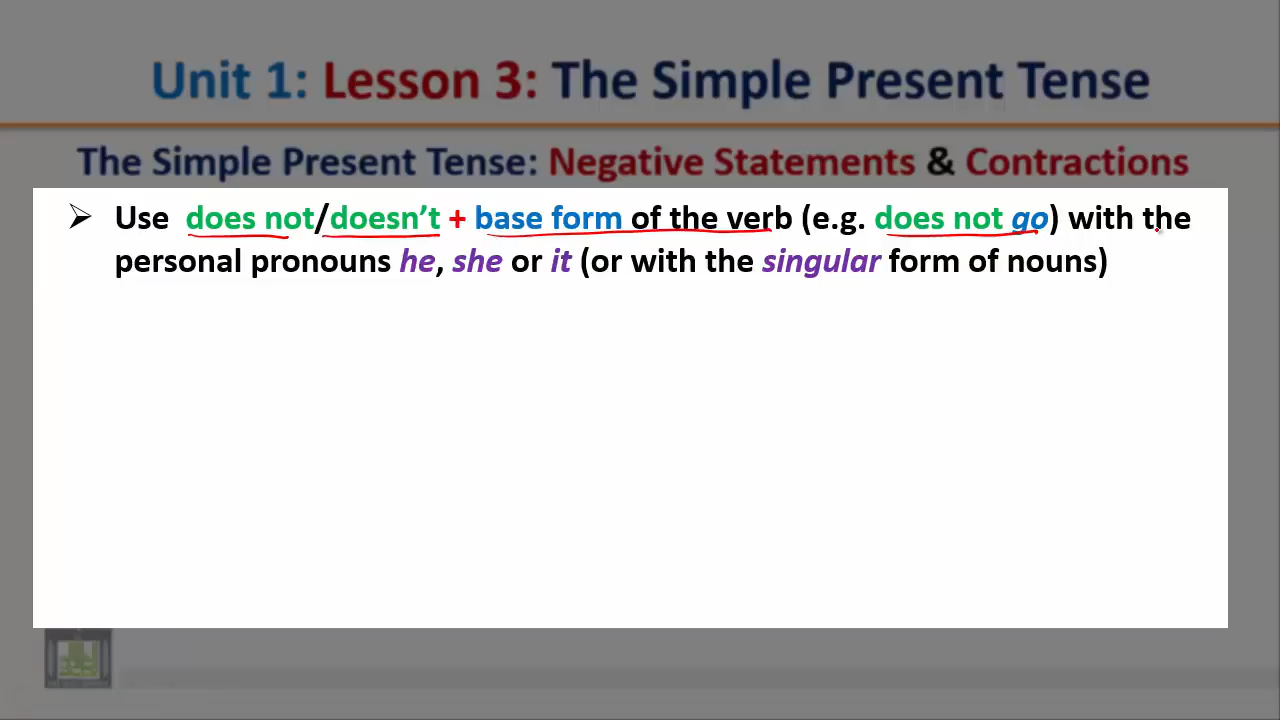 Unit 1: Lesson 3: The Simple Present Tense
The Simple Present Tense: Negative Statements & Contractions
➢ Use does not/doesn’t + base form of the verb (e.g. does not go) with the
personal pronouns he, she or it (or with the singular form of nouns)